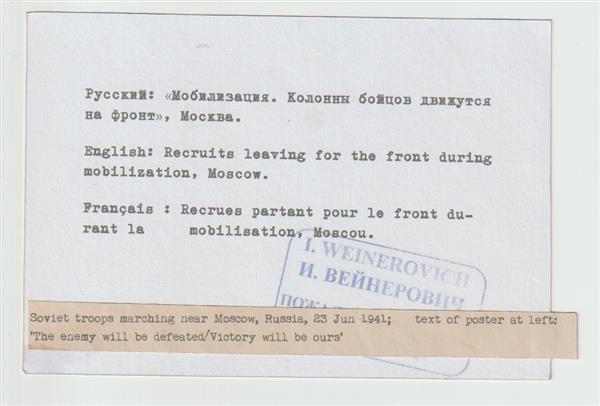 Русский: «Мобилизация. Колонны бойцов движутся
на фронт», Москва.
English: Recruits leaving for the front during
mobilization, Moscow.
Français : Recrues partant pour le front du-
rant la mobilisation, Moscou.
I. WEINEROVICH
И. ВЕЙНЕРОВИЧ
Soviet troops marching near Moscow, Russia, 23 Jun 1941; text of poster at left:
'The enemy will be defeated/Victory will be ours'